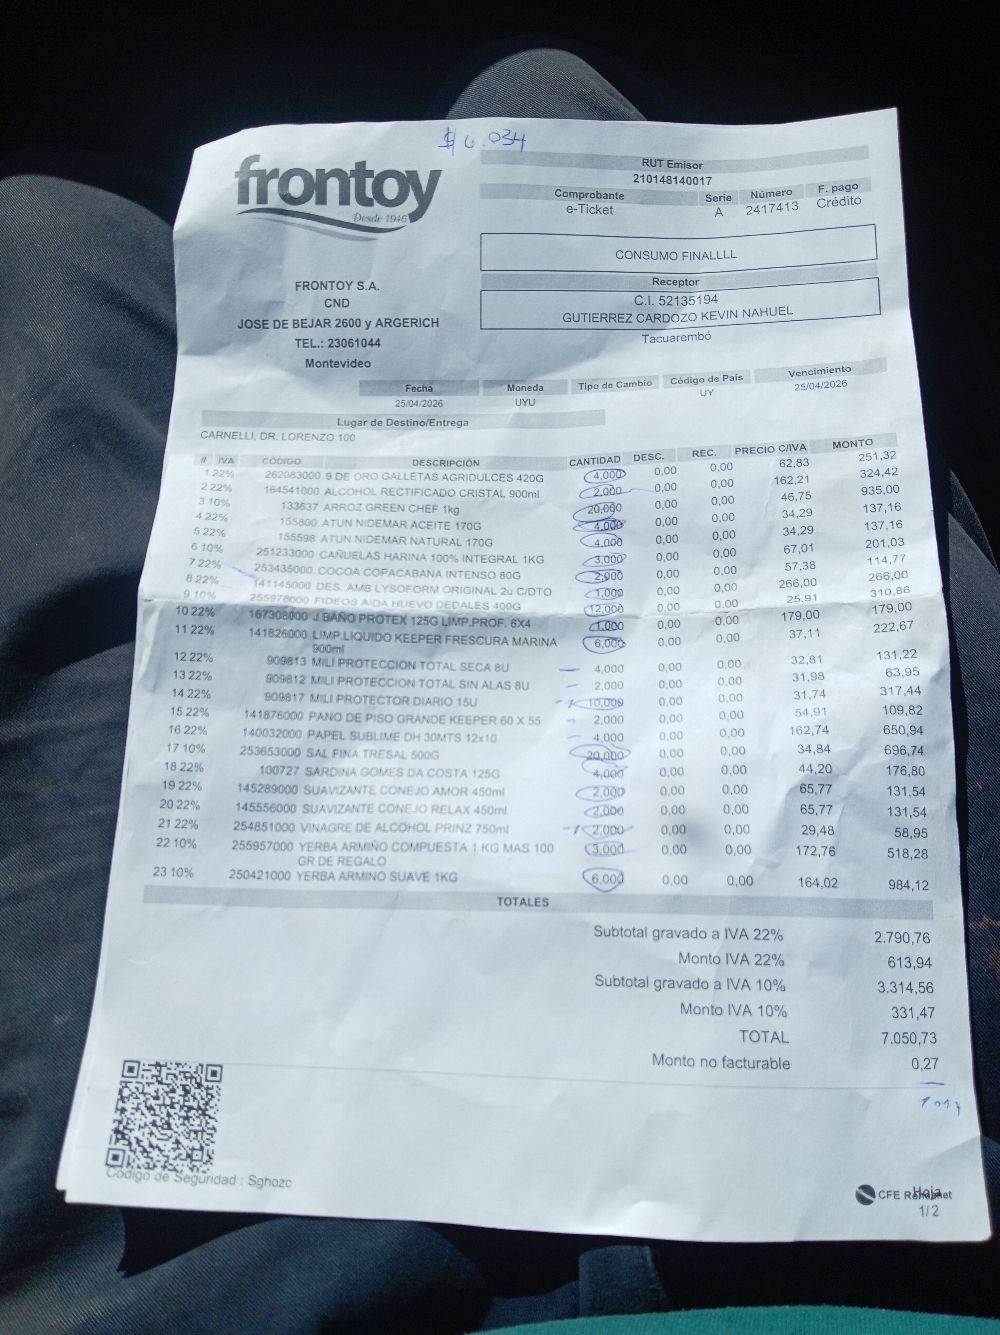 $ 6.034
frontoy
Desde 1946
RUT Emisor
210148140017
Comprobante Serie Número F. pago
e-Ticket A 2417413 Crédito
CONSUMO FINALLLL
Receptor
C.I. 52135194
GUTIERREZ CARDOZO KEVIN NAHUEL
Tacuarembó
FRONTOY S.A.
CND
JOSE DE BEJAR 2600 y ARGERICH
TEL.: 23061044
Montevideo
Fecha Moneda Tipo de Cambio Código de País Vencimiento
25/04/2026 UYU UY 25/04/2026
Lugar de Destino/Entrega
CARNELLI, DR. LORENZO 100
# IVA CÓDIGO DESCRIPCIÓN CANTIDAD DESC. REC. PRECIO C/IVA MONTO
1 22% 262083000 9 DE ORO GALLETAS AGRIDULCES 420G 4,000 0,00 0,00 62,83 251,32
2 22% 164541000 ALCOHOL RECTIFICADO CRISTAL 900ml 2,000 0,00 0,00 162,21 324,42
3 10% 133637 ARROZ GREEN CHEF 1kg 20,000 0,00 0,00 46,75 935,00
4 22% 155800 ATUN NIDEMAR ACEITE 170G 4,000 0,00 0,00 34,29 137,16
5 22% 155598 ATUN NIDEMAR NATURAL 170G 4,000 0,00 0,00 34,29 137,16
6 10% 251233000 CAÑUELAS HARINA 100% INTEGRAL 1KG 3,000 0,00 0,00 67,01 201,03
7 22% 253435000 COCOA COPACABANA INTENSO 80G 2,000 0,00 0,00 57,38 114,77
8 22% 141145000 DES. AMB LYSOFORM ORIGINAL 2u C/DTO 1,000 0,00 0,00 266,00 266,00
9 10% 255978000 FIDEOS AIDA HUEVO DEDALES 400G 12,000 0,00 0,00 25,91 310,86
10 22% 167308000 J.BAÑO PROTEX 125G LIMP.PROF. 6X4 1,000 0,00 0,00 179,00 179,00
11 22% 141826000 LIMP.LIQUIDO KEEPER FRESCURA MARINA 6,000 0,00 0,00 37,11 222,67
900ml
12 22% 909813 MILI PROTECCION TOTAL SECA 8U 4,000 0,00 0,00 32,81 131,22
13 22% 909812 MILI PROTECCION TOTAL SIN ALAS 8U 2,000 0,00 0,00 31,98 63,95
14 22% 909817 MILI PROTECTOR DIARIO 15U 10,000 0,00 0,00 31,74 317,44
15 22% 141876000 PANO DE PISO GRANDE KEEPER 60 X 55 2,000 0,00 0,00 54,91 109,82
16 22% 140032000 PAPEL SUBLIME DH 30MTS 12x10 4,000 0,00 0,00 162,74 650,94
17 10% 253653000 SAL FINA TRESAL 500G 20,000 0,00 0,00 34,84 696,74
18 22% 100727 SARDINA GOMES DA COSTA 125G 4,000 0,00 0,00 44,20 176,80
19 22% 145289000 SUAVIZANTE CONEJO AMOR 450ml 2,000 0,00 0,00 65,77 131,54
20 22% 145556000 SUAVIZANTE CONEJO RELAX 450ml 2,000 0,00 0,00 65,77 131,54
21 22% 254851000 VINAGRE DE ALCOHOL PRINZ 750ml 2,000 0,00 0,00 29,48 58,95
22 10% 255957000 YERBA ARMIÑO COMPUESTA 1 KG MAS 100 3,000 0,00 0,00 172,76 518,28
GR DE REGALO
23 10% 250421000 YERBA ARMINO SUAVE 1KG 6,000 0,00 0,00 164,02 984,12
TOTALES
Subtotal gravado a IVA 22% 2.790,76
Monto IVA 22% 613,94
Subtotal gravado a IVA 10% 3.314,56
Monto IVA 10% 331,47
TOTAL 7.050,73
Monto no facturable 0,27
Código de Seguridad : Sghozc
CFE
Hoja
1/2